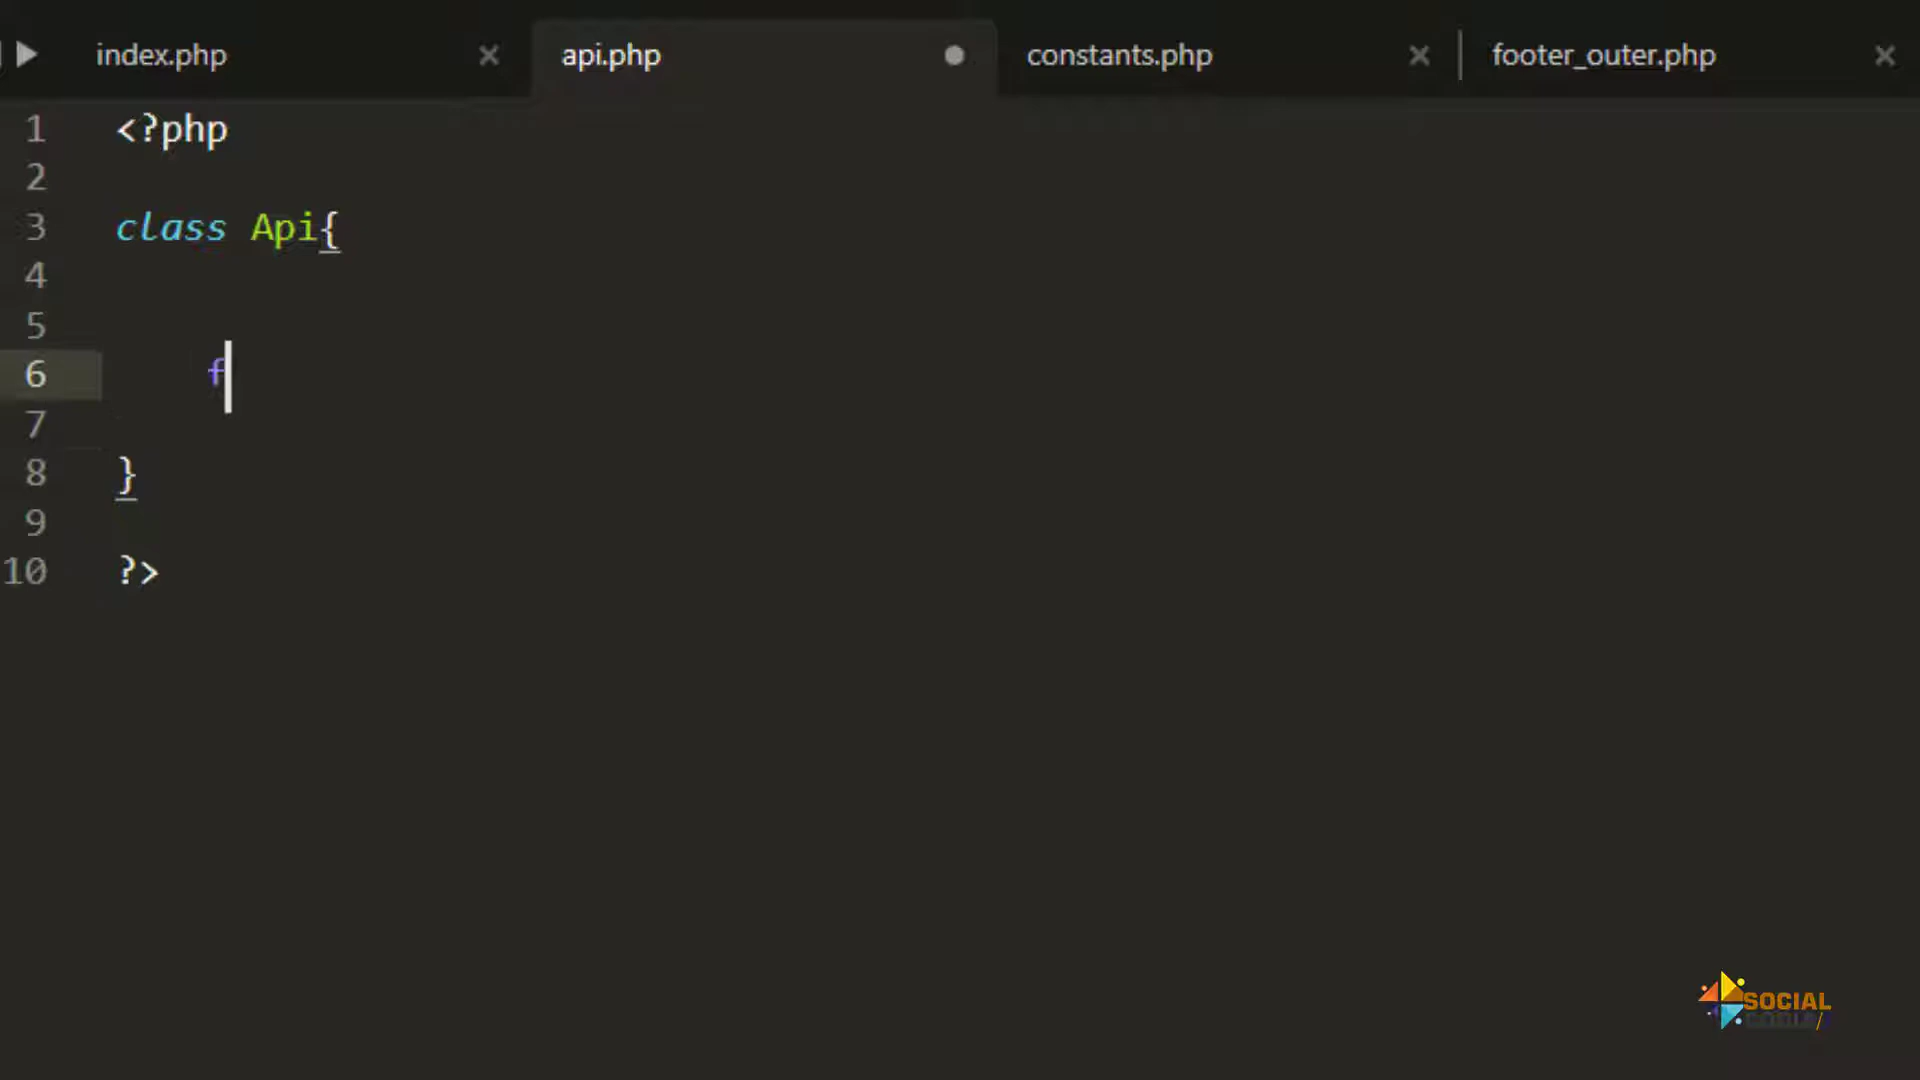 index.php
api.php
constants.php
footer_outer.php
1 <?php
2
3 class Api{
4
5
6 f
7
8 }
9
10 ?>
SOCIAL